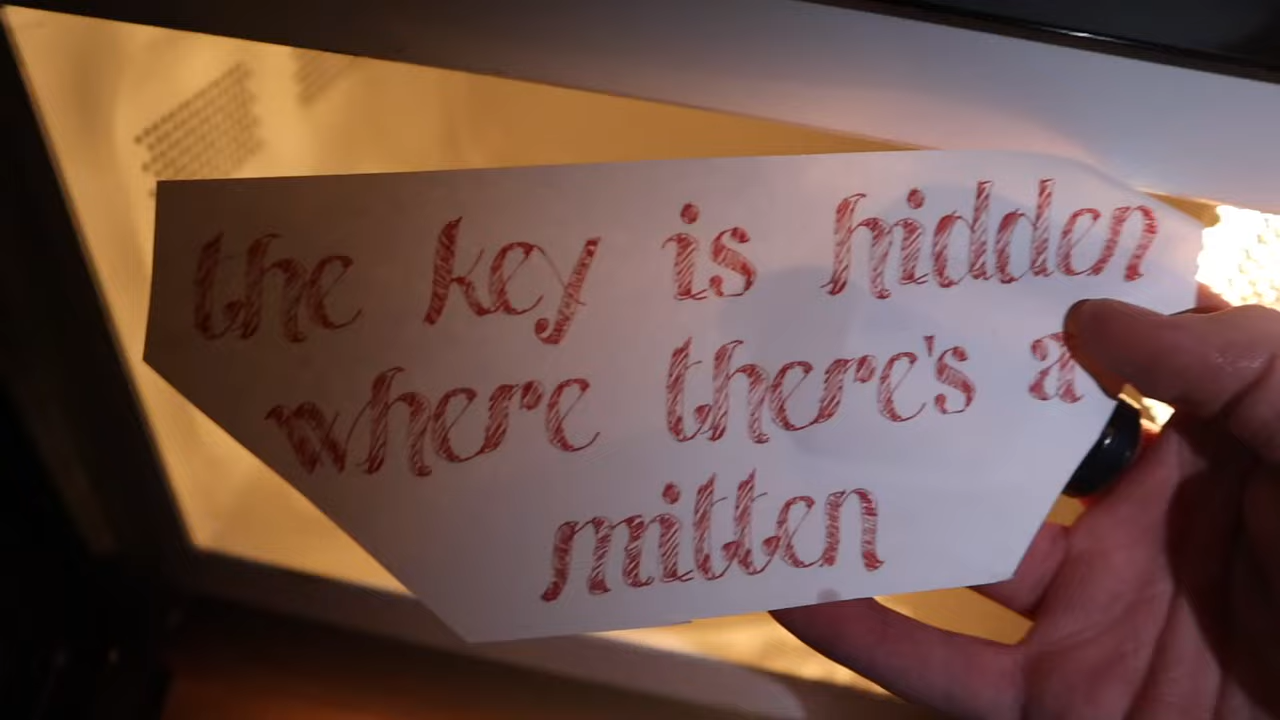 the key is hidden
where there's a
mitten